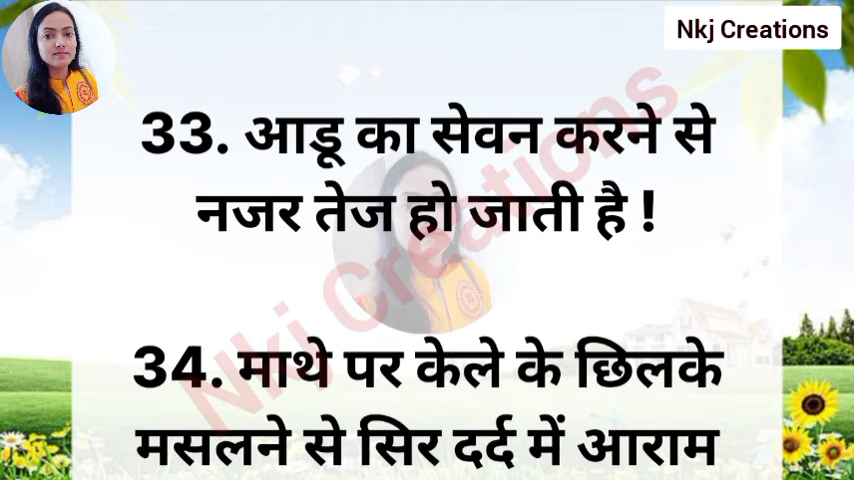 Nkj Creations
33. आडू का सेवन करने से
नजर तेज हो जाती है !
Nkj Creations
34. माथे पर केले के छिलके
मसलने से सिर दर्द में आराम